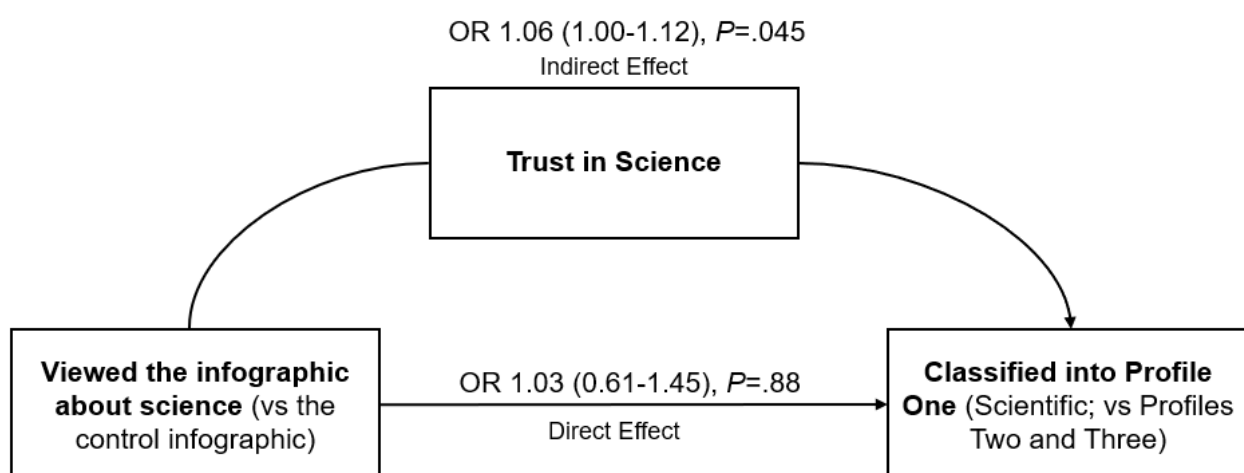 OR 1.06 (1.00-1.12), P=.045
Indirect Effect
Trust in Science
Viewed the infographic
about science (vs the
control infographic)
OR 1.03 (0.61-1.45), P=.88
Direct Effect
Classified into Profile
One (Scientific; vs Profiles
Two and Three)